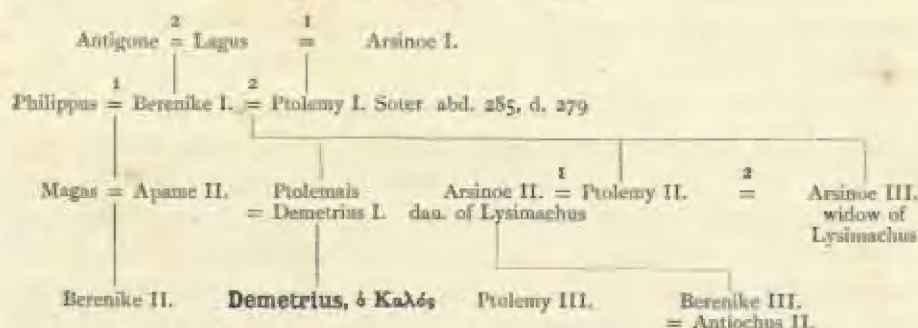 2 1
Antigone = Lagus = Arsinoe I.
1 2
Philippus = Berenike I. = Ptolemy I. Soter abd. 285, d. 279
1 2
Magas = Apame II. Ptolemais Arsinoe II. = Ptolemy II. = Arsinoe III.
= Demetrius I. dau. of Lysimachus widow of
Lysimachus
Berenike II. Demetrius, ὁ Καλός Ptolemy III. Berenike III.
= Antiochus II.